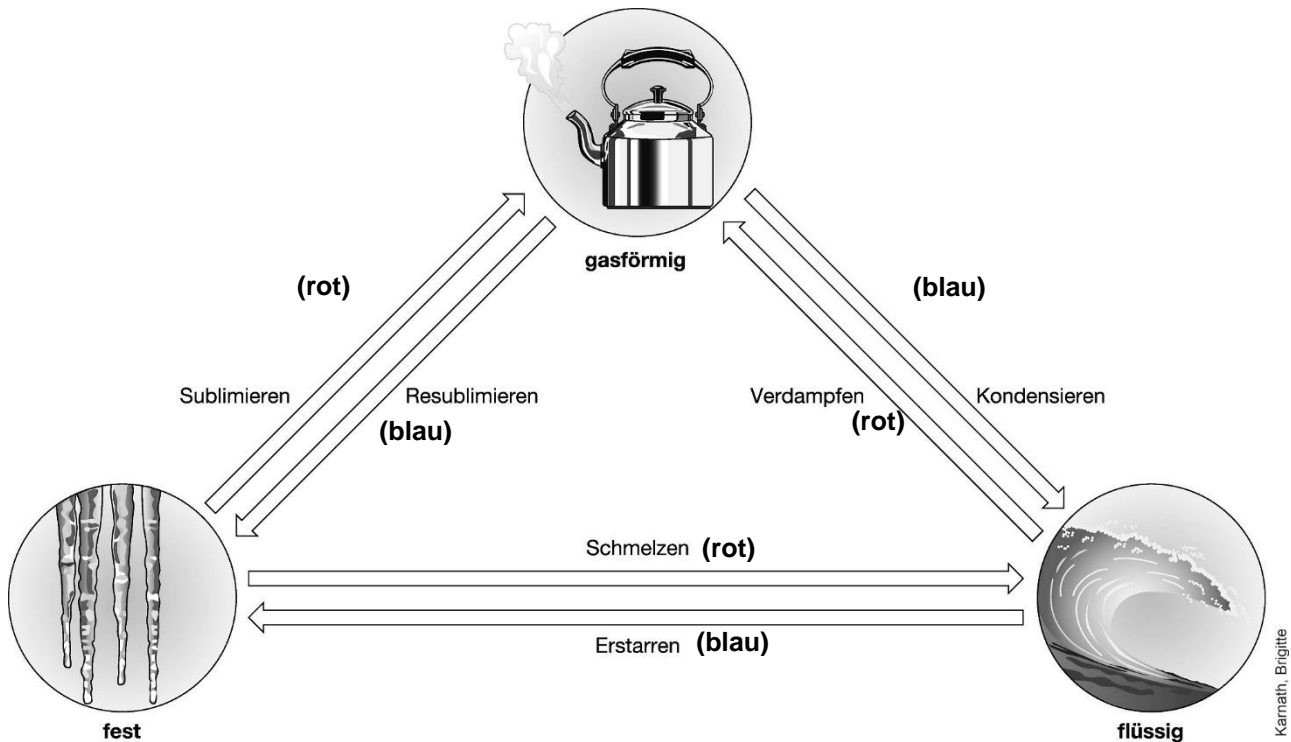 gasförmig
(rot)
(blau)
Sublimieren
Resublimieren
(blau)
Verdampfen
(rot)
Kondensieren
Schmelzen (rot)
Erstarren (blau)
fest
flüssig
Karnath, Brigitte